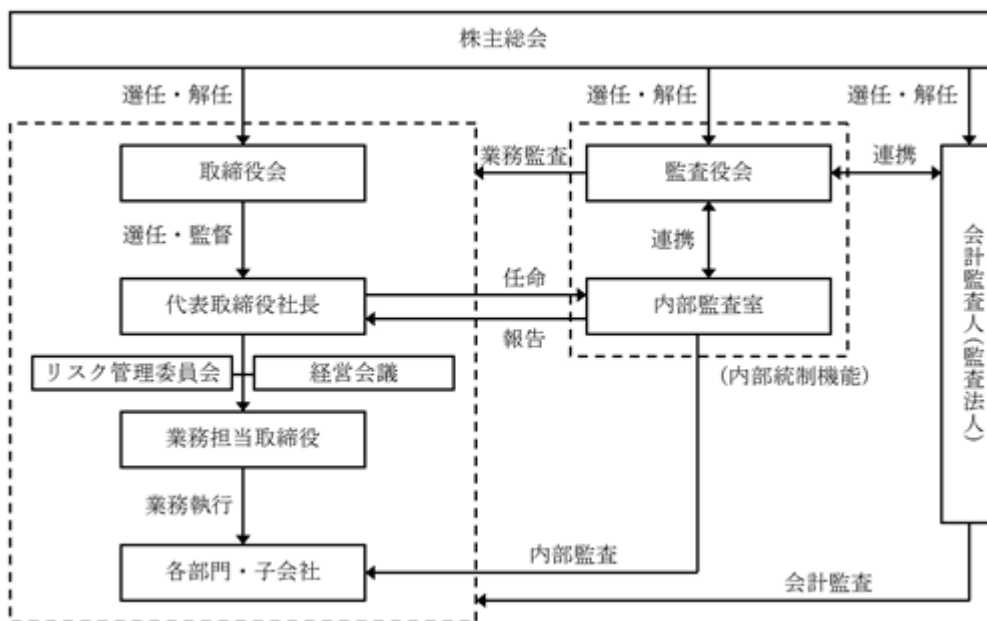 株主総会
選任・解任
選任・解任
選任・解任
取締役会
業務監査
監査役会
連携
選任・監督
連携
会計監査人(監査法人)
代表取締役社長
任命
報告
内部監査室
リスク管理委員会
経営会議
(内部統制機能)
業務担当取締役
業務執行
各部門・子会社
内部監査
会計監査